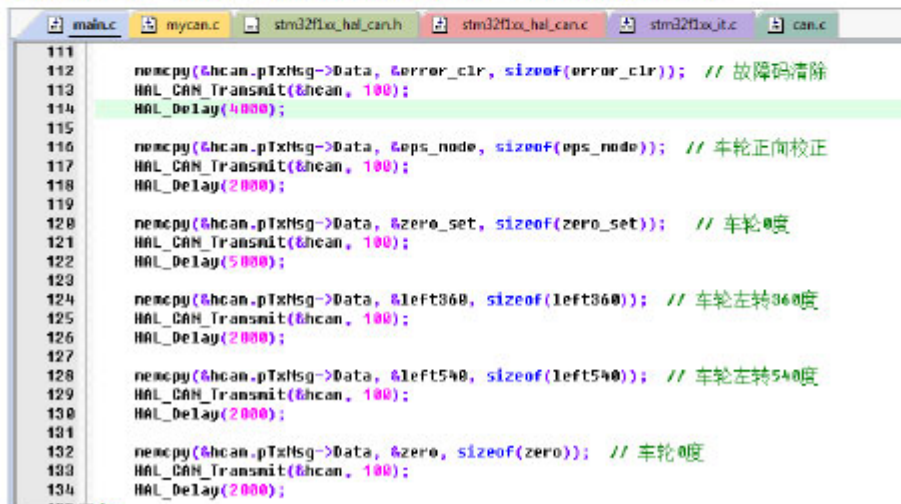 main.c mycan.c stm32f1xx_hal_can.h stm32f1xx_hal_can.c stm32f1xx_it.c can.c
111
112 memcpy(&hcan.pTxMsg->Data, &error_clr, sizeof(error_clr)); // 故障码清除
113 HAL_CAN_Transmit(&hcan, 100);
114 HAL_Delay(4000);
115
116 memcpy(&hcan.pTxMsg->Data, &eps_mode, sizeof(eps_mode)); // 车轮正向校正
117 HAL_CAN_Transmit(&hcan, 100);
118 HAL_Delay(2000);
119
120 memcpy(&hcan.pTxMsg->Data, &zero_set, sizeof(zero_set)); // 车轮0度
121 HAL_CAN_Transmit(&hcan, 100);
122 HAL_Delay(5000);
123
124 memcpy(&hcan.pTxMsg->Data, &left360, sizeof(left360)); // 车轮左转360度
125 HAL_CAN_Transmit(&hcan, 100);
126 HAL_Delay(2000);
127
128 memcpy(&hcan.pTxMsg->Data, &left540, sizeof(left540)); // 车轮左转540度
129 HAL_CAN_Transmit(&hcan, 100);
130 HAL_Delay(2000);
131
132 memcpy(&hcan.pTxMsg->Data, &zero, sizeof(zero)); // 车轮0度
133 HAL_CAN_Transmit(&hcan, 100);
134 HAL_Delay(2000);